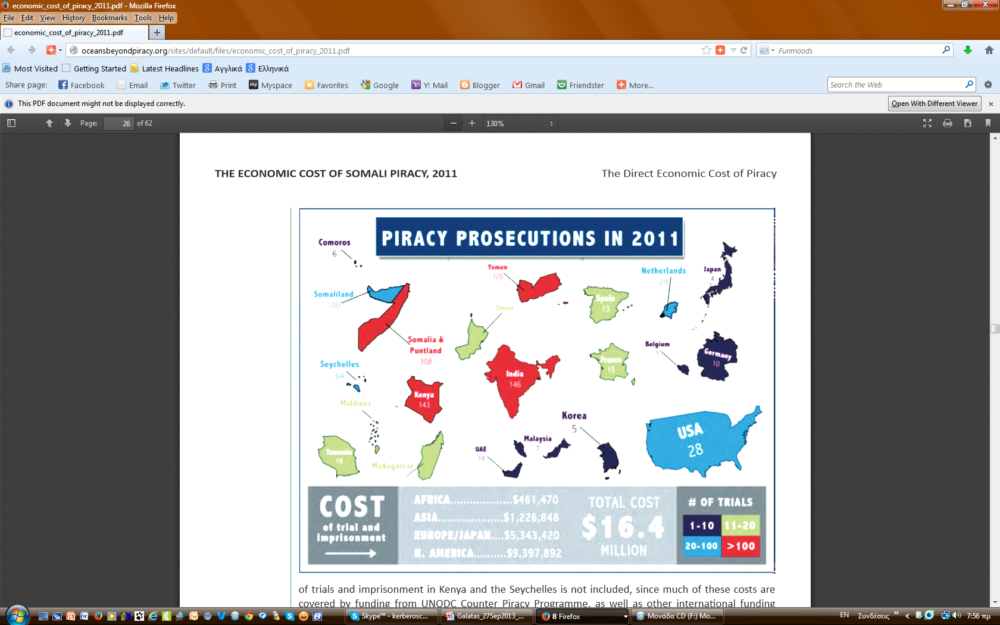 economic_cost_of_piracy_2011.pdf - Mozilla Firefox
File Edit View History Bookmarks Tools Help
economic_cost_of_piracy_2011.pdf
oceansbeyondpiracy.org/sites/default/files/economic_cost_of_piracy_2011.pdf
Funmoods
Most Visited Getting Started Latest Headlines Αγγλικά Ελληνικά
Share page: Facebook Email Twitter Print Myspace Favorites Google Y! Mail Blogger Gmail Friendster More...
Search the Web
This PDF document might not be displayed correctly.
Open With Different Viewer
Page: 26 of 62
130%
THE ECONOMIC COST OF SOMALI PIRACY, 2011
The Direct Economic Cost of Piracy
PIRACY PROSECUTIONS IN 2011
Comoros
6
Yemen
120
Netherlands
29
Japan
4
Somaliland
100
Oman
Spain
13
Somalia &
Puntland
308
Belgium
1
Germany
10
Seychelles
64
India
146
France
15
Kenya
143
Maldives
Korea
5
USA
28
Malaysia
7
UAE
10
Tanzania
19
Madagascar
COST
of trial and
imprisonment
AFRICA....................$461,470
ASIA.....................$1,226,848
EUROPE/JAPAN....$5,343,420
N. AMERICA..........$9,397,892
TOTAL COST
$16.4
MILLION
# OF TRIALS
1-10 11-20
20-100 >100
of trials and imprisonment in Kenya and the Seychelles is not included, since much of these costs are
covered by funding from UNODC Counter Piracy Programme, as well as other international funding
Skype™ - kerberosc...
Galatas_27Sep2013_...
8 Firefox
Μονάδα CD (F:) Mo...
EN Συνδέσεις 7:56 πμ